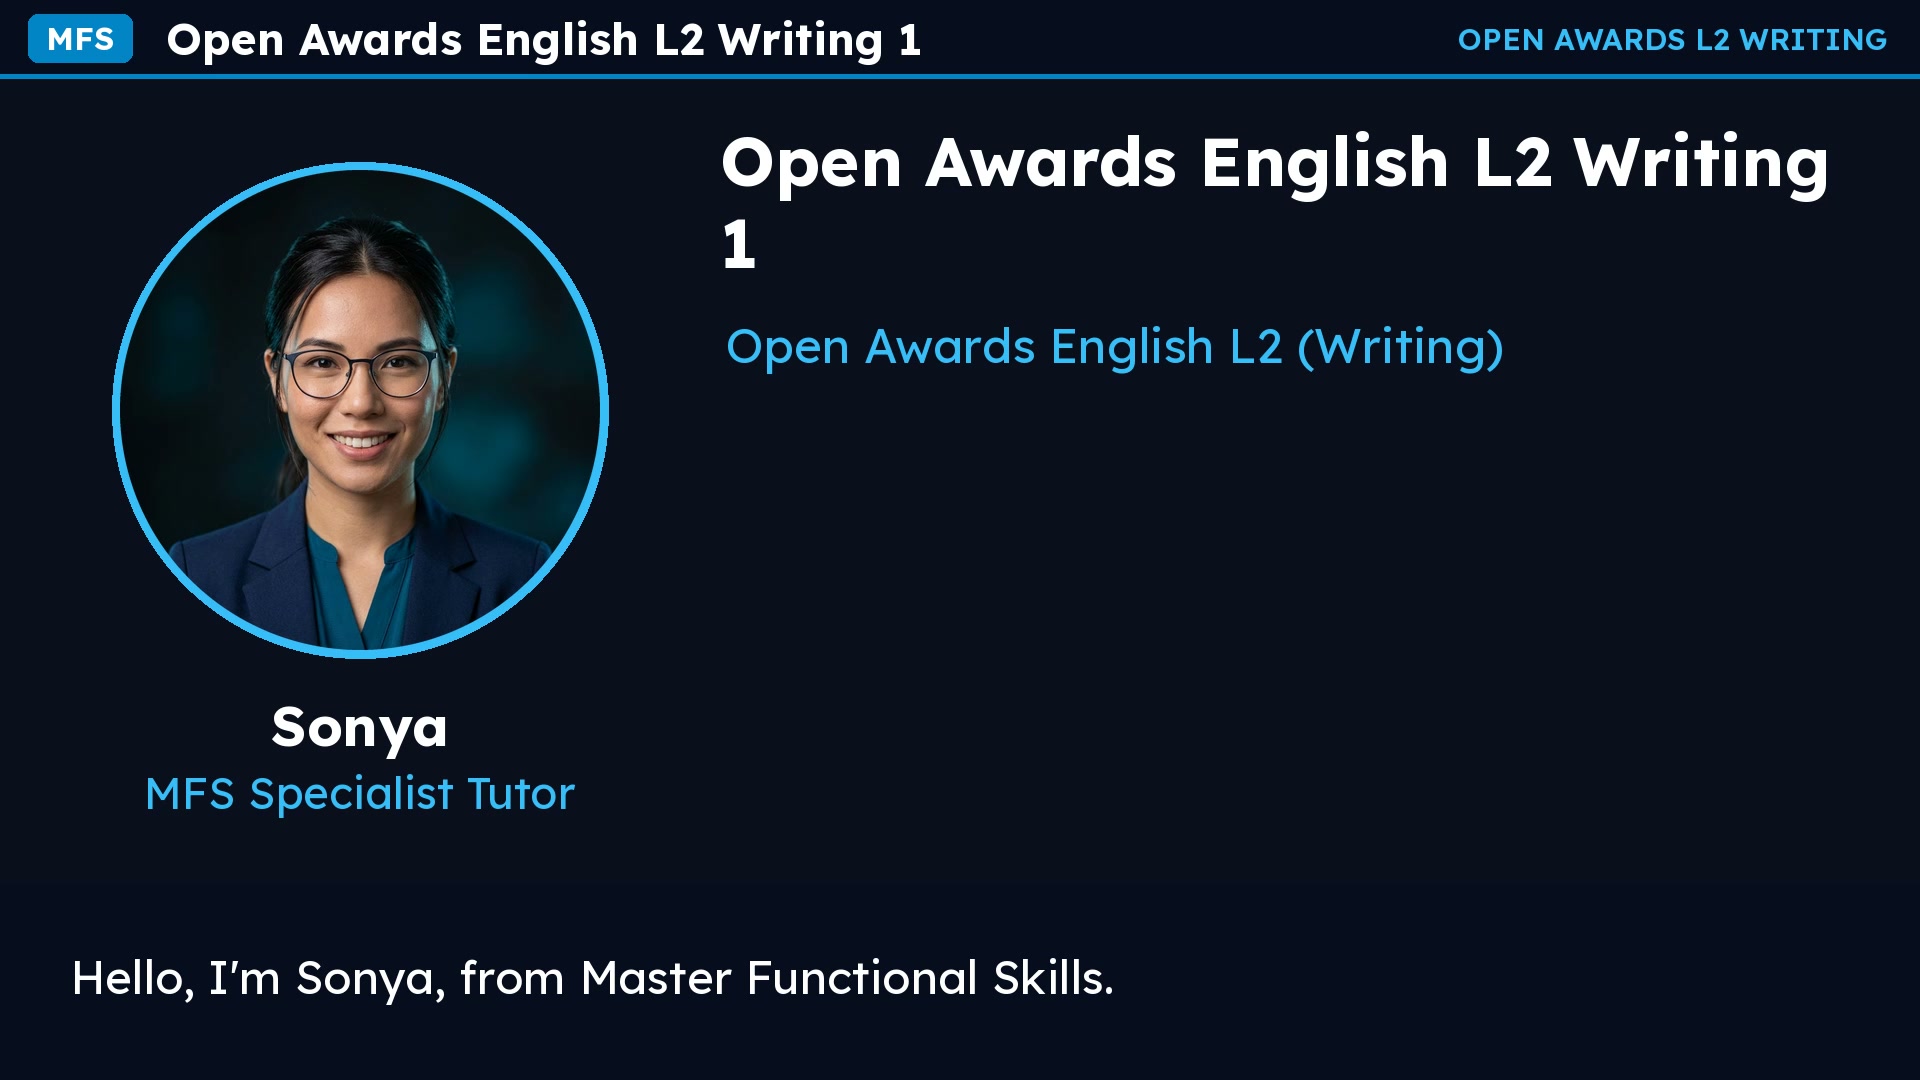 MFS
Open Awards English L2 Writing 1
OPEN AWARDS L2 WRITING
Open Awards English L2 Writing
1
Open Awards English L2 (Writing)
Sonya
MFS Specialist Tutor
Hello, I'm Sonya, from Master Functional Skills.